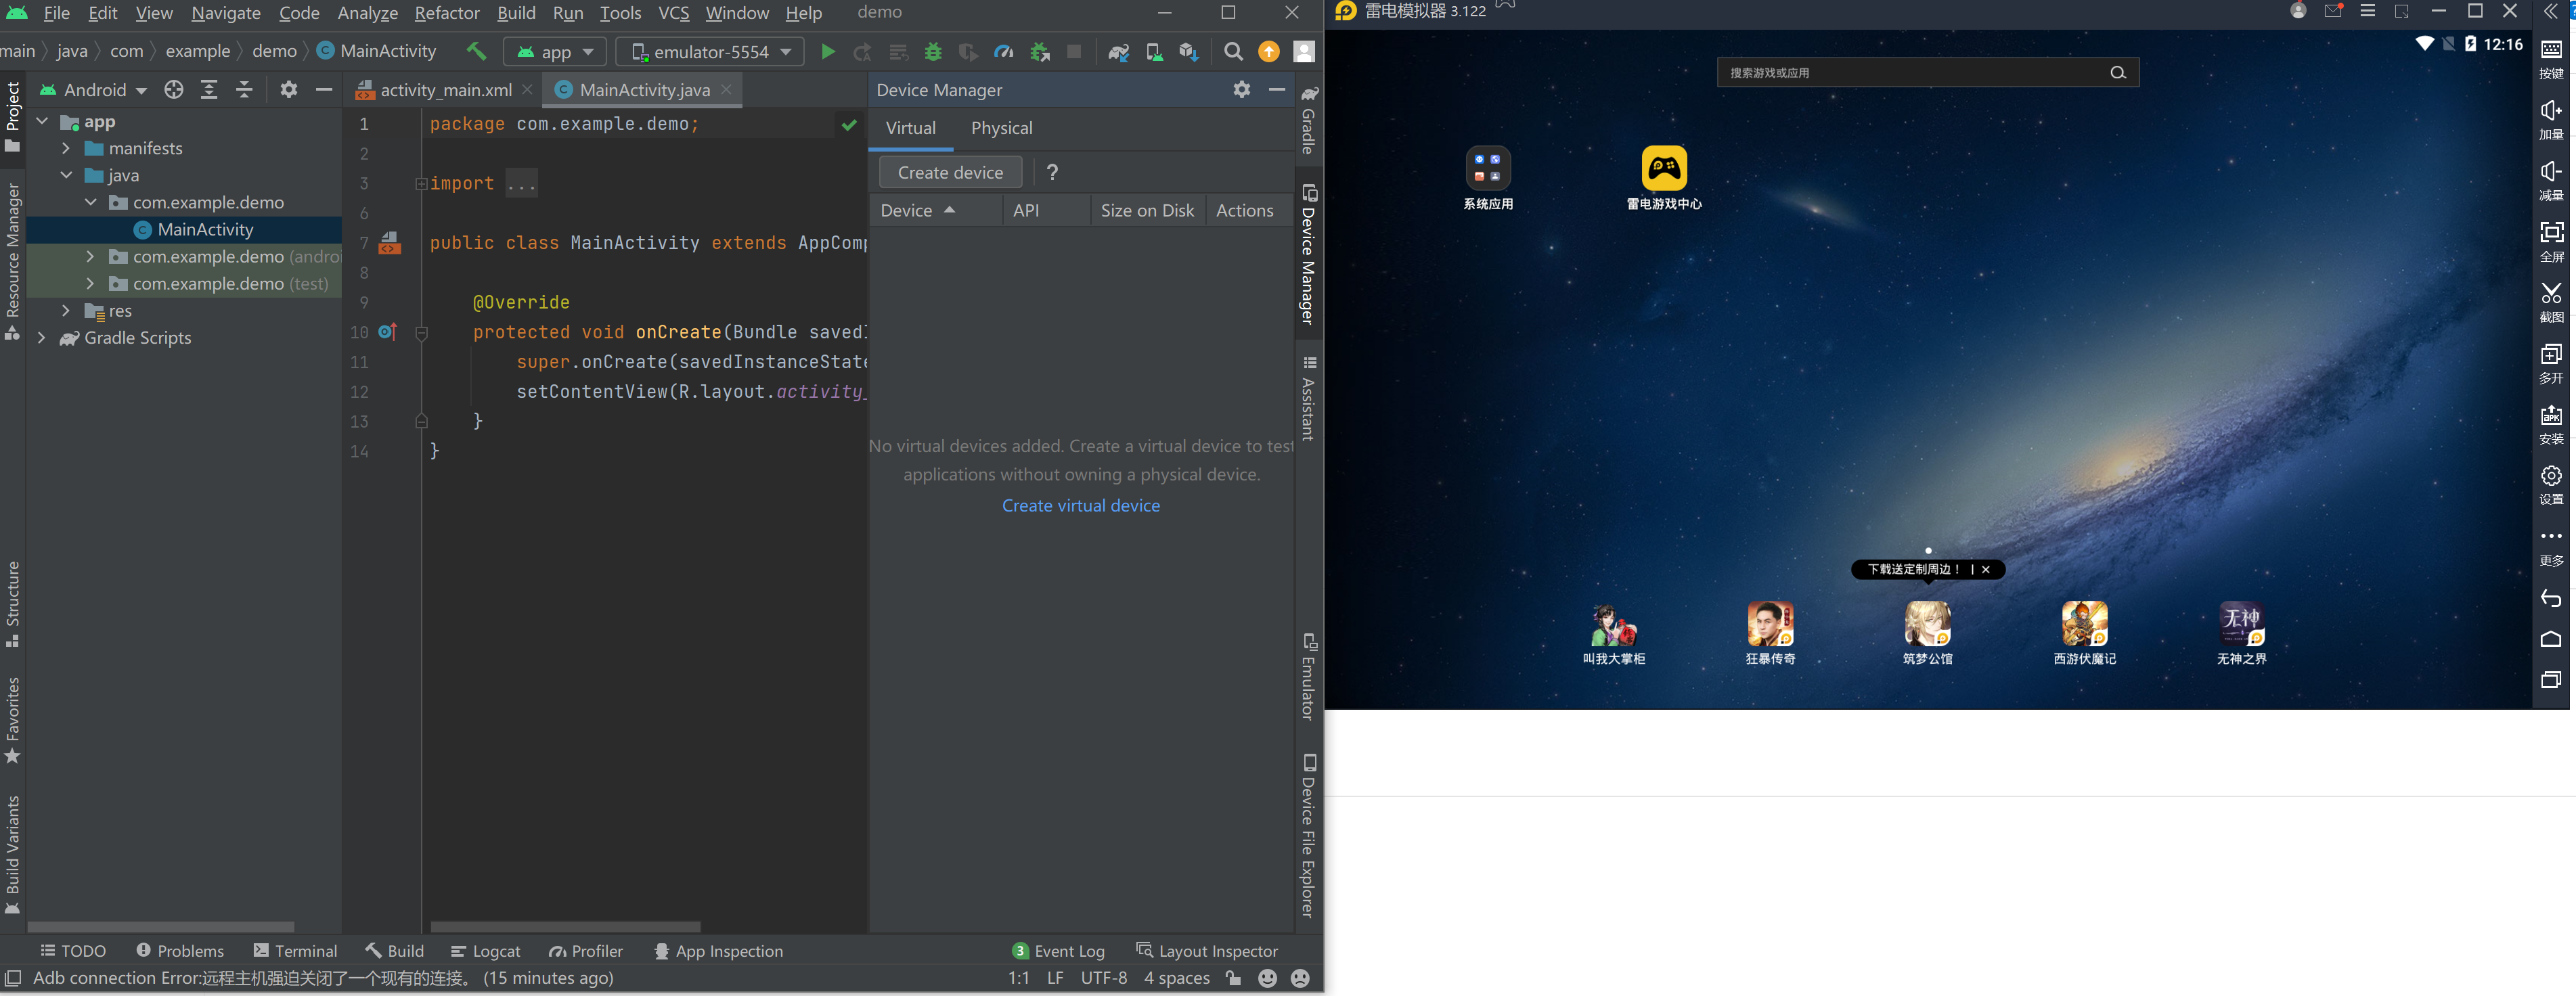 File Edit View Navigate Code Analyze Refactor Build Run Tools VCS Window Help demo
main java com example demo MainActivity app emulator-5554
Project
Resource Manager
Structure
Favorites
Build Variants
Android
app
manifests
java
com.example.demo
MainActivity
com.example.demo (androi
com.example.demo (test)
res
Gradle Scripts
activity_main.xml MainActivity.java
1 package com.example.demo;
2
3 import ...
6
7 public class MainActivity extends AppComp
8
9 @Override
10 protected void onCreate(Bundle savedI
11 super.onCreate(savedInstanceState
12 setContentView(R.layout.activity_
13 }
14 }
Device Manager
Virtual Physical
Create device ?
Device API Size on Disk Actions
No virtual devices added. Create a virtual device to test
applications without owning a physical device.
Create virtual device
Gradle
Device Manager
Assistant
Emulator
Device File Explorer
TODO Problems Terminal Build Logcat Profiler App Inspection 3 Event Log Layout Inspector
Adb connection Error:远程主机强迫关闭了一个现有的连接。 (15 minutes ago) 1:1 LF UTF-8 4 spaces
雷电模拟器 3.122
12:16
搜索游戏或应用
系统应用 雷电游戏中心
下载送定制周边！ | ×
无神
叫我大掌柜 狂暴传奇 筑梦公馆 西游伏魔记 无神之界
按键
加量
减量
全屏
截图
多开
APK
安装
设置
更多